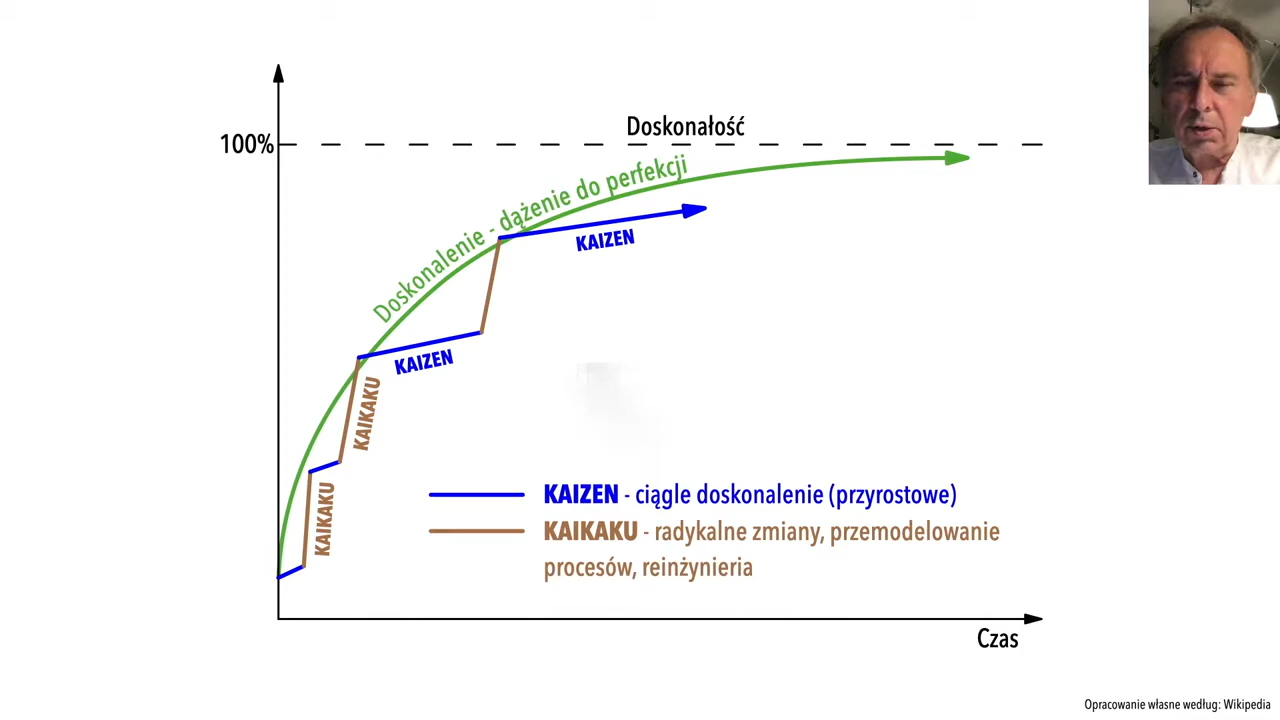 Doskonałość
100%
Doskonalenie - dążenie do perfekcji
KAIZEN
KAIZEN
KAIKAKU
KAIKAKU
KAIZEN - ciągle doskonalenie (przyrostowe)
KAIKAKU - radykalne zmiany, przemodelowanie
procesów, reinżynieria
Czas
Opracowanie własne według: Wikipedia